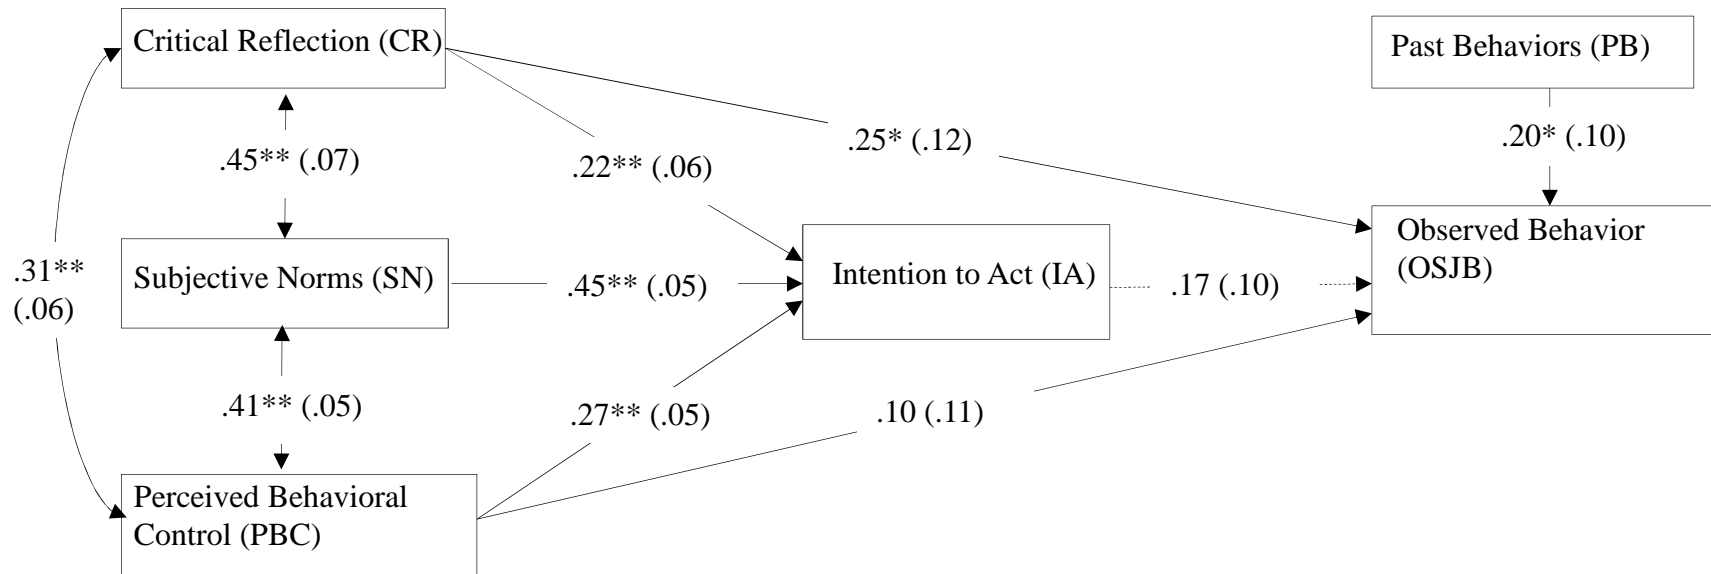 Critical Reflection (CR)
Past Behaviors (PB)
.25* (.12)
.20* (.10)
.45** (.07)
.22** (.06)
Observed Behavior
(OSJB)
.31**
(.06)
Subjective Norms (SN)
.45** (.05)
Intention to Act (IA)
.17 (.10)
.41** (.05)
.27** (.05)
.10 (.11)
Perceived Behavioral
Control (PBC)